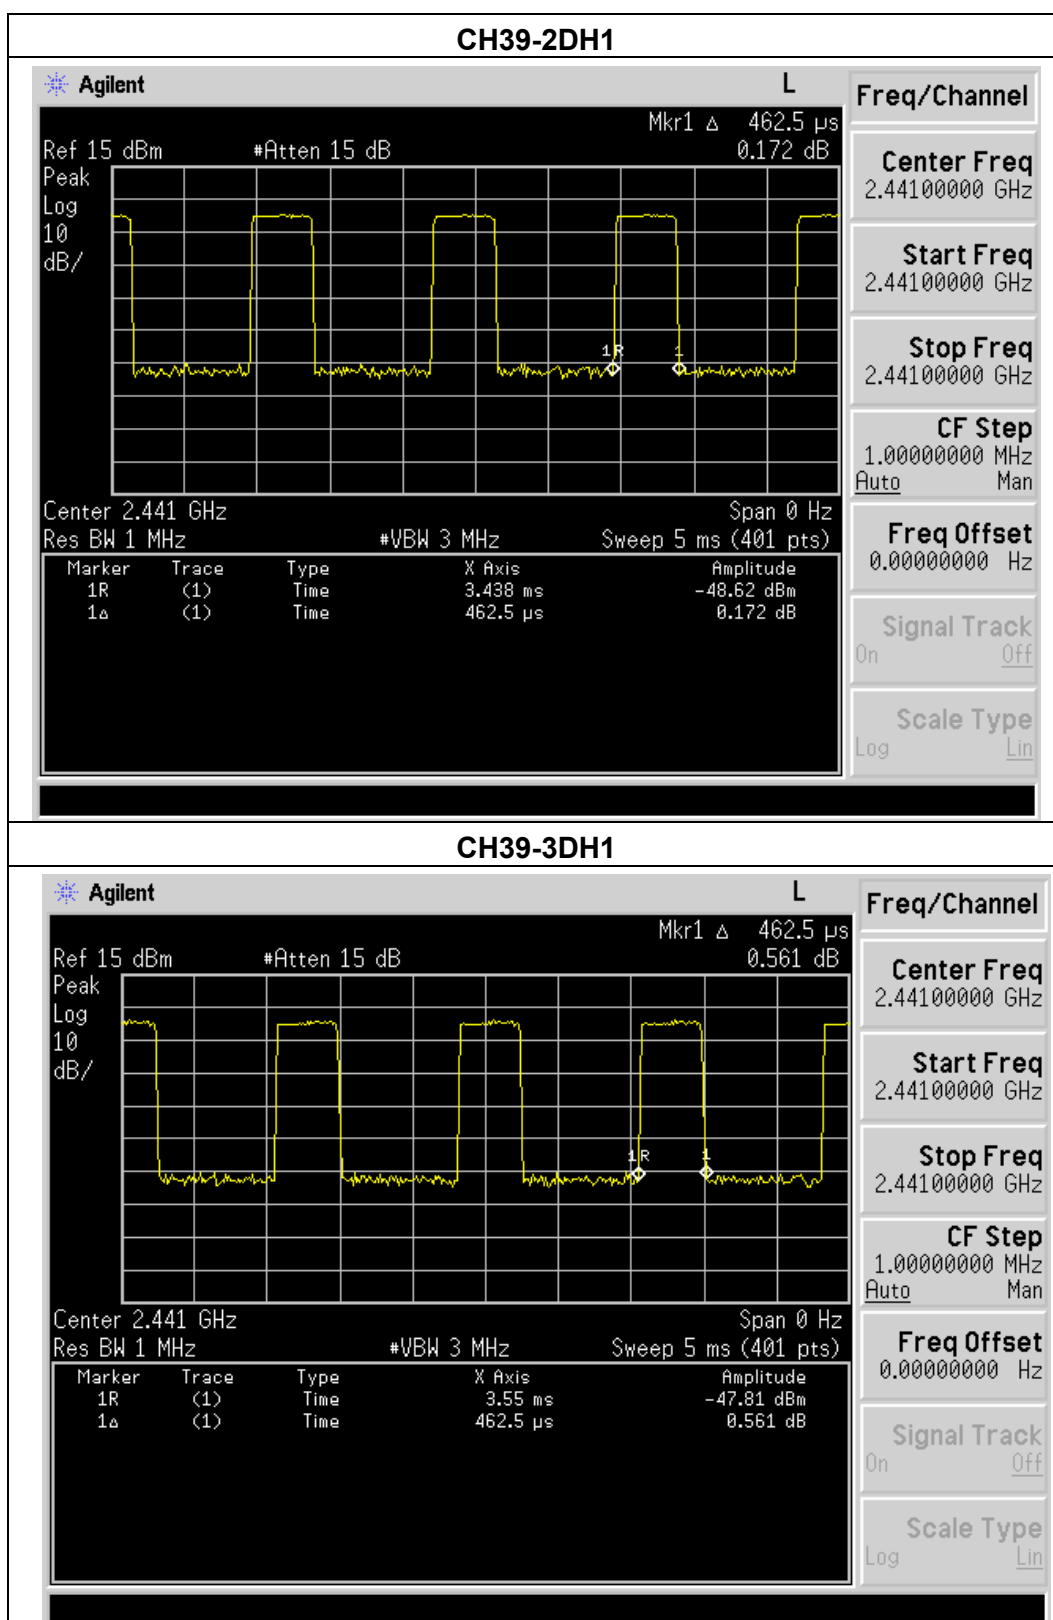 CH39-2DH1
Agilent L
Freq/Channel
Mkr1 Δ 462.5 µs
Ref 15 dBm #Atten 15 dB 0.172 dB
Peak
Log
10
dB/
1R 1
Center 2.441 GHz Span 0 Hz
Res BW 1 MHz #VBW 3 MHz Sweep 5 ms (401 pts)
Marker Trace Type X Axis Amplitude
1R (1) Time 3.438 ms -48.62 dBm
1Δ (1) Time 462.5 µs 0.172 dB
Center Freq
2.44100000 GHz
Start Freq
2.44100000 GHz
Stop Freq
2.44100000 GHz
CF Step
1.00000000 MHz
Auto Man
Freq Offset
0.00000000 Hz
Signal Track
On Off
Scale Type
Log Lin
CH39-3DH1
Agilent L
Freq/Channel
Mkr1 Δ 462.5 µs
Ref 15 dBm #Atten 15 dB 0.561 dB
Peak
Log
10
dB/
1R 1
Center 2.441 GHz Span 0 Hz
Res BW 1 MHz #VBW 3 MHz Sweep 5 ms (401 pts)
Marker Trace Type X Axis Amplitude
1R (1) Time 3.55 ms -47.81 dBm
1Δ (1) Time 462.5 µs 0.561 dB
Center Freq
2.44100000 GHz
Start Freq
2.44100000 GHz
Stop Freq
2.44100000 GHz
CF Step
1.00000000 MHz
Auto Man
Freq Offset
0.00000000 Hz
Signal Track
On Off
Scale Type
Log Lin